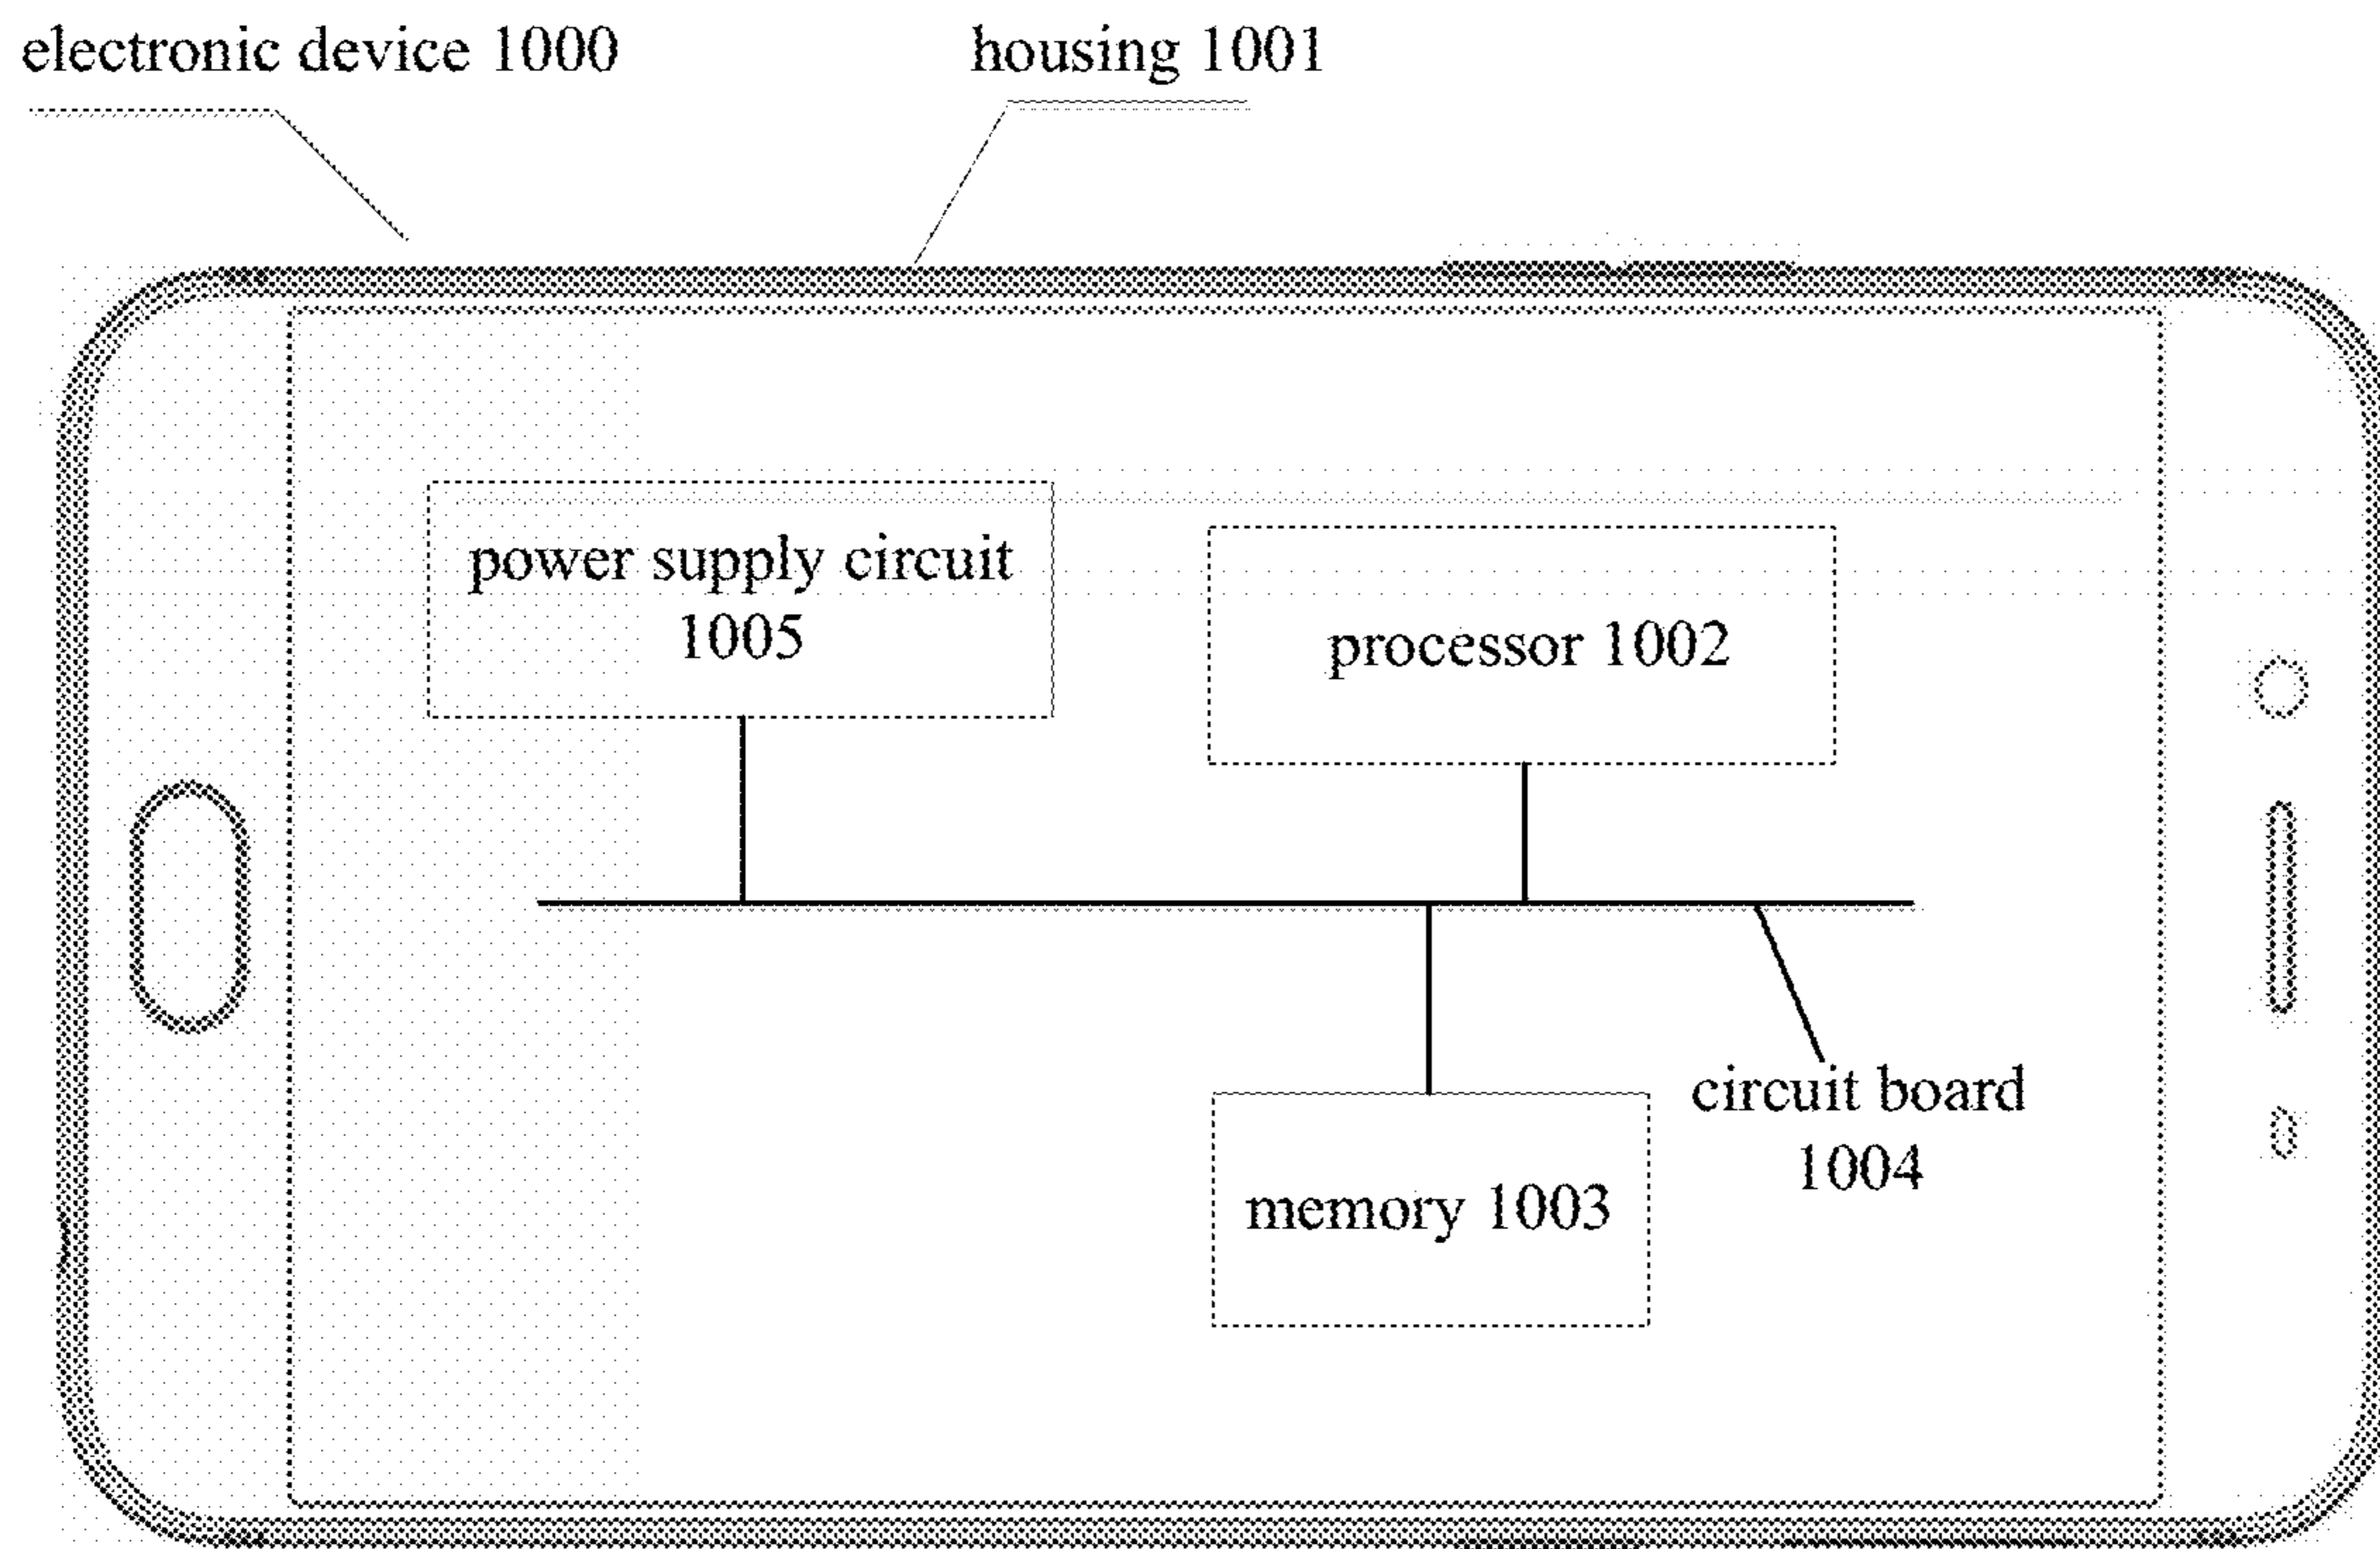 electronic device 1000
housing 1001
power supply circuit
1005
processor 1002
circuit board
1004
memory 1003